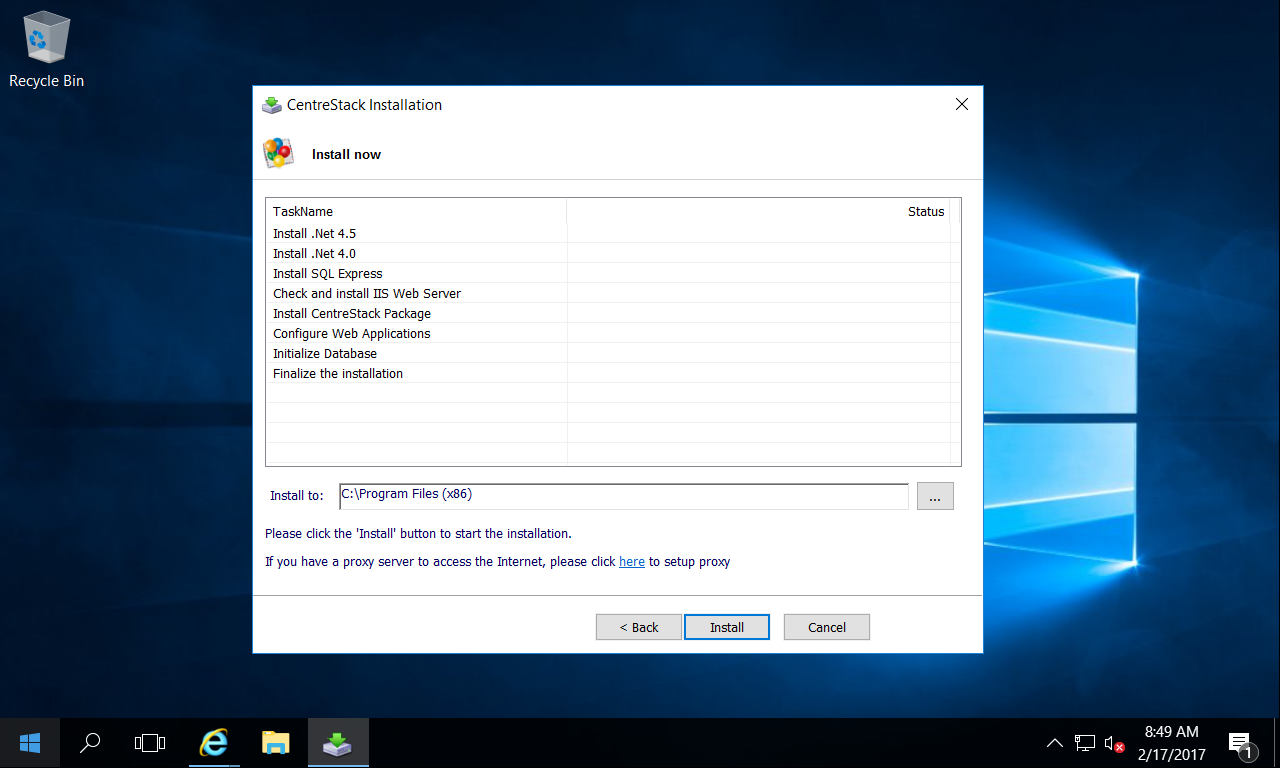 Recycle Bin
CentreStack Installation
Install now
TaskName Status
Install .Net 4.5
Install .Net 4.0
Install SQL Express
Check and install IIS Web Server
Install CentreStack Package
Configure Web Applications
Initialize Database
Finalize the installation
Install to: C:\Program Files (x86) ...
Please click the 'Install' button to start the installation.
If you have a proxy server to access the Internet, please click here to setup proxy
< Back Install Cancel
8:49 AM
2/17/2017
1